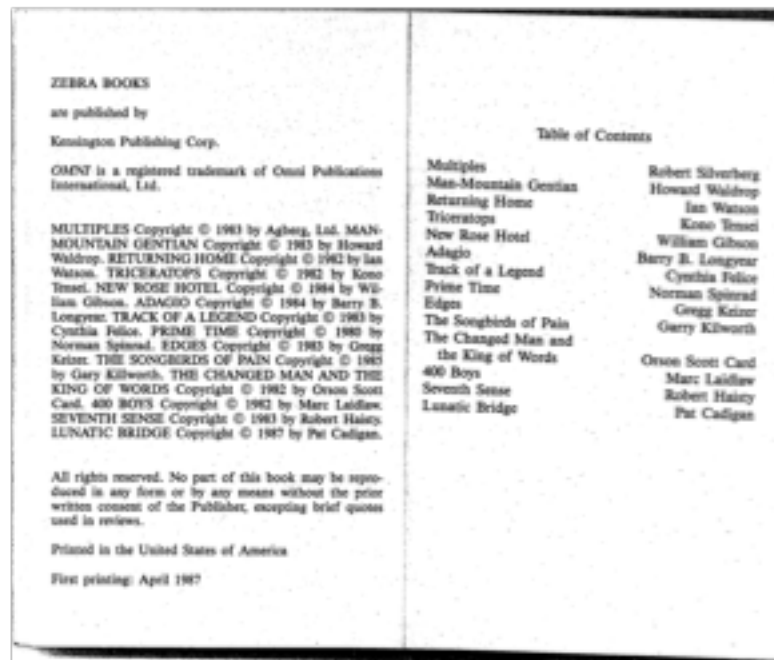 ZEBRA BOOKS
are published by
Kensington Publishing Corp.
OMNI is a registered trademark of Omni Publications
International, Ltd.
MULTIPLES Copyright © 1983 by Agberg, Ltd. MAN-
MOUNTAIN GENTIAN Copyright © 1983 by Howard
Waldrop. RETURNING HOME Copyright © 1982 by Ian
Watson. TRICERATOPS Copyright © 1982 by Kono
Tensei. NEW ROSE HOTEL Copyright © 1984 by Wil-
liam Gibson. ADAGIO Copyright © 1984 by Barry B.
Longyear. TRACK OF A LEGEND Copyright © 1983 by
Cynthia Felice. PRIME TIME Copyright © 1980 by
Norman Spinrad. EDGES Copyright © 1983 by Gregg
Keizer. THE SONGBIRDS OF PAIN Copyright © 1985
by Gary Killworth. THE CHANGED MAN AND THE
KING OF WORDS Copyright © 1982 by Orson Scott
Card. 400 BOYS Copyright © 1982 by Marc Laidlaw.
SEVENTH SENSE Copyright © 1983 by Robert Haisty.
LUNATIC BRIDGE Copyright © 1987 by Pat Cadigan.
All rights reserved. No part of this book may be repro-
duced in any form or by any means without the prior
written consent of the Publisher, excepting brief quotes
used in reviews.
Printed in the United States of America
First printing: April 1987
Table of Contents
Multiples Robert Silverberg
Man-Mountain Gentian Howard Waldrop
Returning Home Ian Watson
Triceratops Kono Tensei
New Rose Hotel William Gibson
Adagio Barry B. Longyear
Track of a Legend Cynthia Felice
Prime Time Norman Spinrad
Edges Gregg Keizer
The Songbirds of Pain Garry Kilworth
The Changed Man and
the King of Words Orson Scott Card
400 Boys Marc Laidlaw
Seventh Sense Robert Haisty
Lunatic Bridge Pat Cadigan